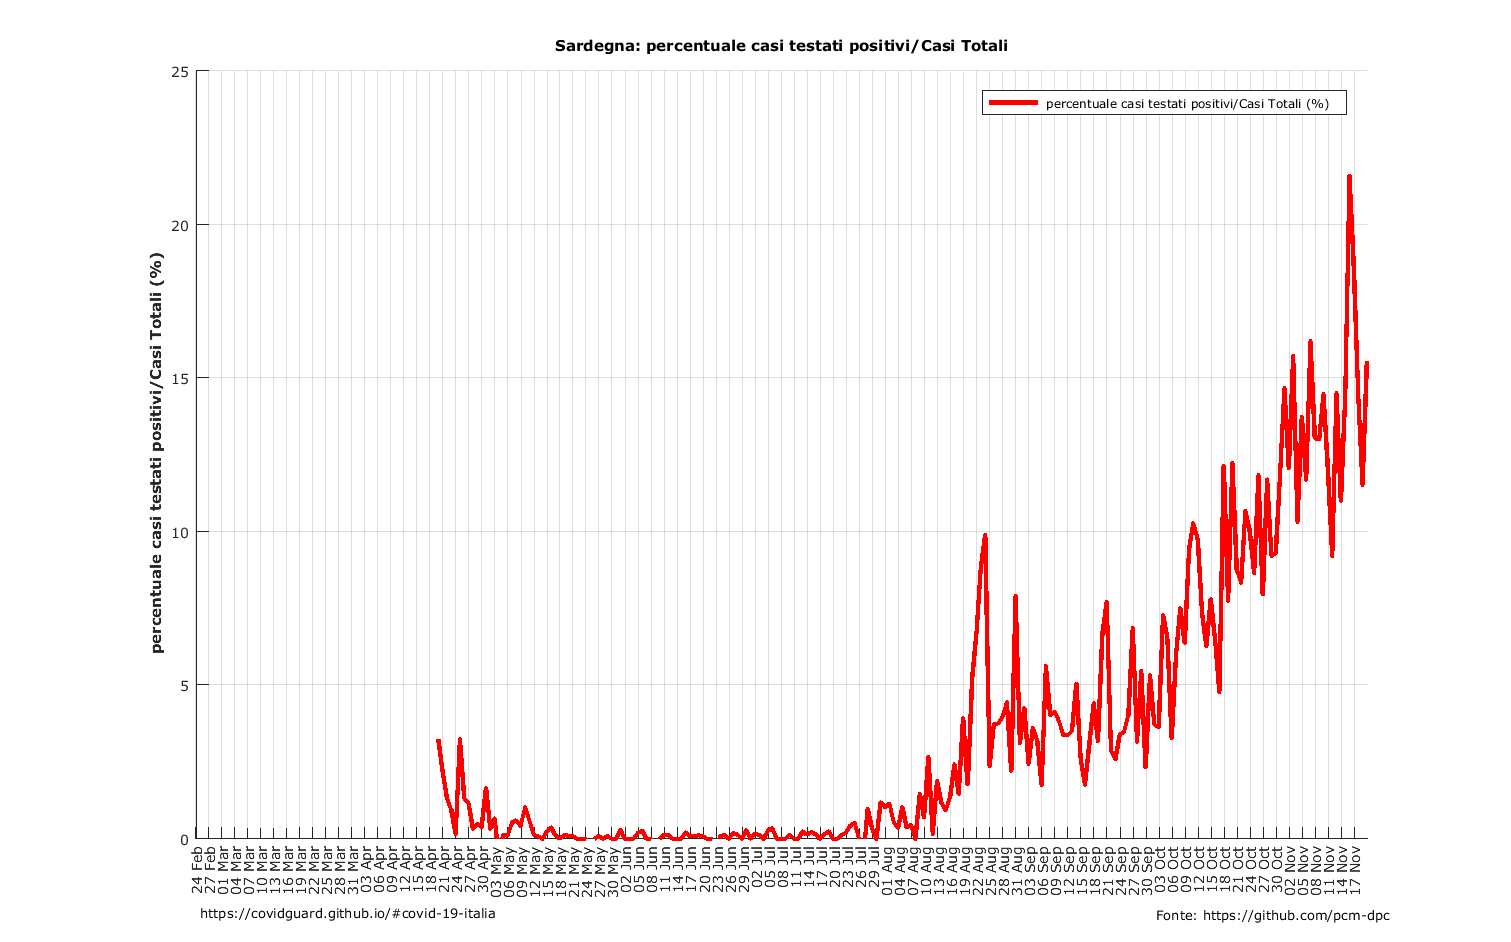 Sardegna: percentuale casi testati positivi/Casi Totali
percentuale casi testati positivi/Casi Totali (%)
percentuale casi testati positivi/Casi Totali (%)
25
20
15
10
5
0
24 Feb
27 Feb
01 Mar
04 Mar
07 Mar
10 Mar
13 Mar
16 Mar
19 Mar
22 Mar
25 Mar
28 Mar
31 Mar
03 Apr
06 Apr
09 Apr
12 Apr
15 Apr
18 Apr
21 Apr
24 Apr
27 Apr
30 Apr
03 May
06 May
09 May
12 May
15 May
18 May
21 May
24 May
27 May
30 May
02 Jun
05 Jun
08 Jun
11 Jun
14 Jun
17 Jun
20 Jun
23 Jun
26 Jun
29 Jun
02 Jul
05 Jul
08 Jul
11 Jul
14 Jul
17 Jul
20 Jul
23 Jul
26 Jul
29 Jul
01 Aug
04 Aug
07 Aug
10 Aug
13 Aug
16 Aug
19 Aug
22 Aug
25 Aug
28 Aug
31 Aug
03 Sep
06 Sep
09 Sep
12 Sep
15 Sep
18 Sep
21 Sep
24 Sep
27 Sep
30 Sep
03 Oct
06 Oct
09 Oct
12 Oct
15 Oct
18 Oct
21 Oct
24 Oct
27 Oct
30 Oct
02 Nov
05 Nov
08 Nov
11 Nov
14 Nov
17 Nov
https://covidguard.github.io/#covid-19-italia
Fonte: https://github.com/pcm-dpc